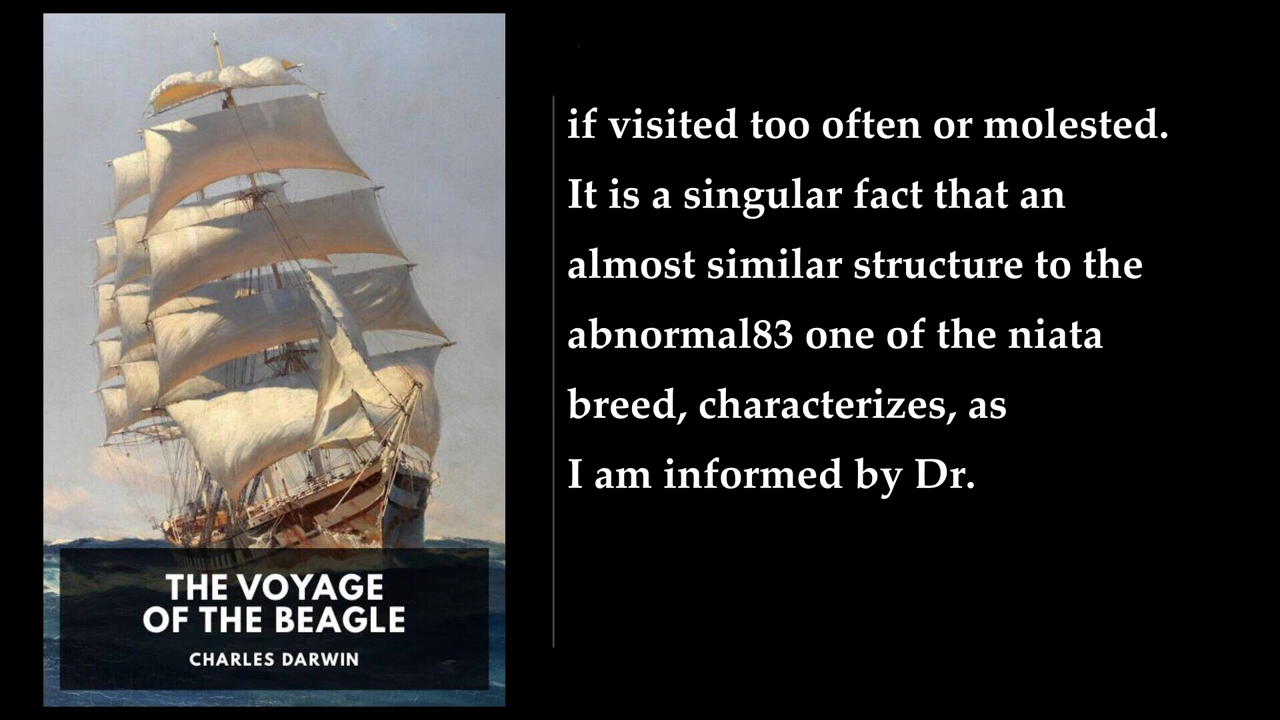 THE VOYAGE
OF THE BEAGLE
CHARLES DARWIN
if visited too often or molested.
It is a singular fact that an
almost similar structure to the
abnormal83 one of the niata
breed, characterizes, as
I am informed by Dr.